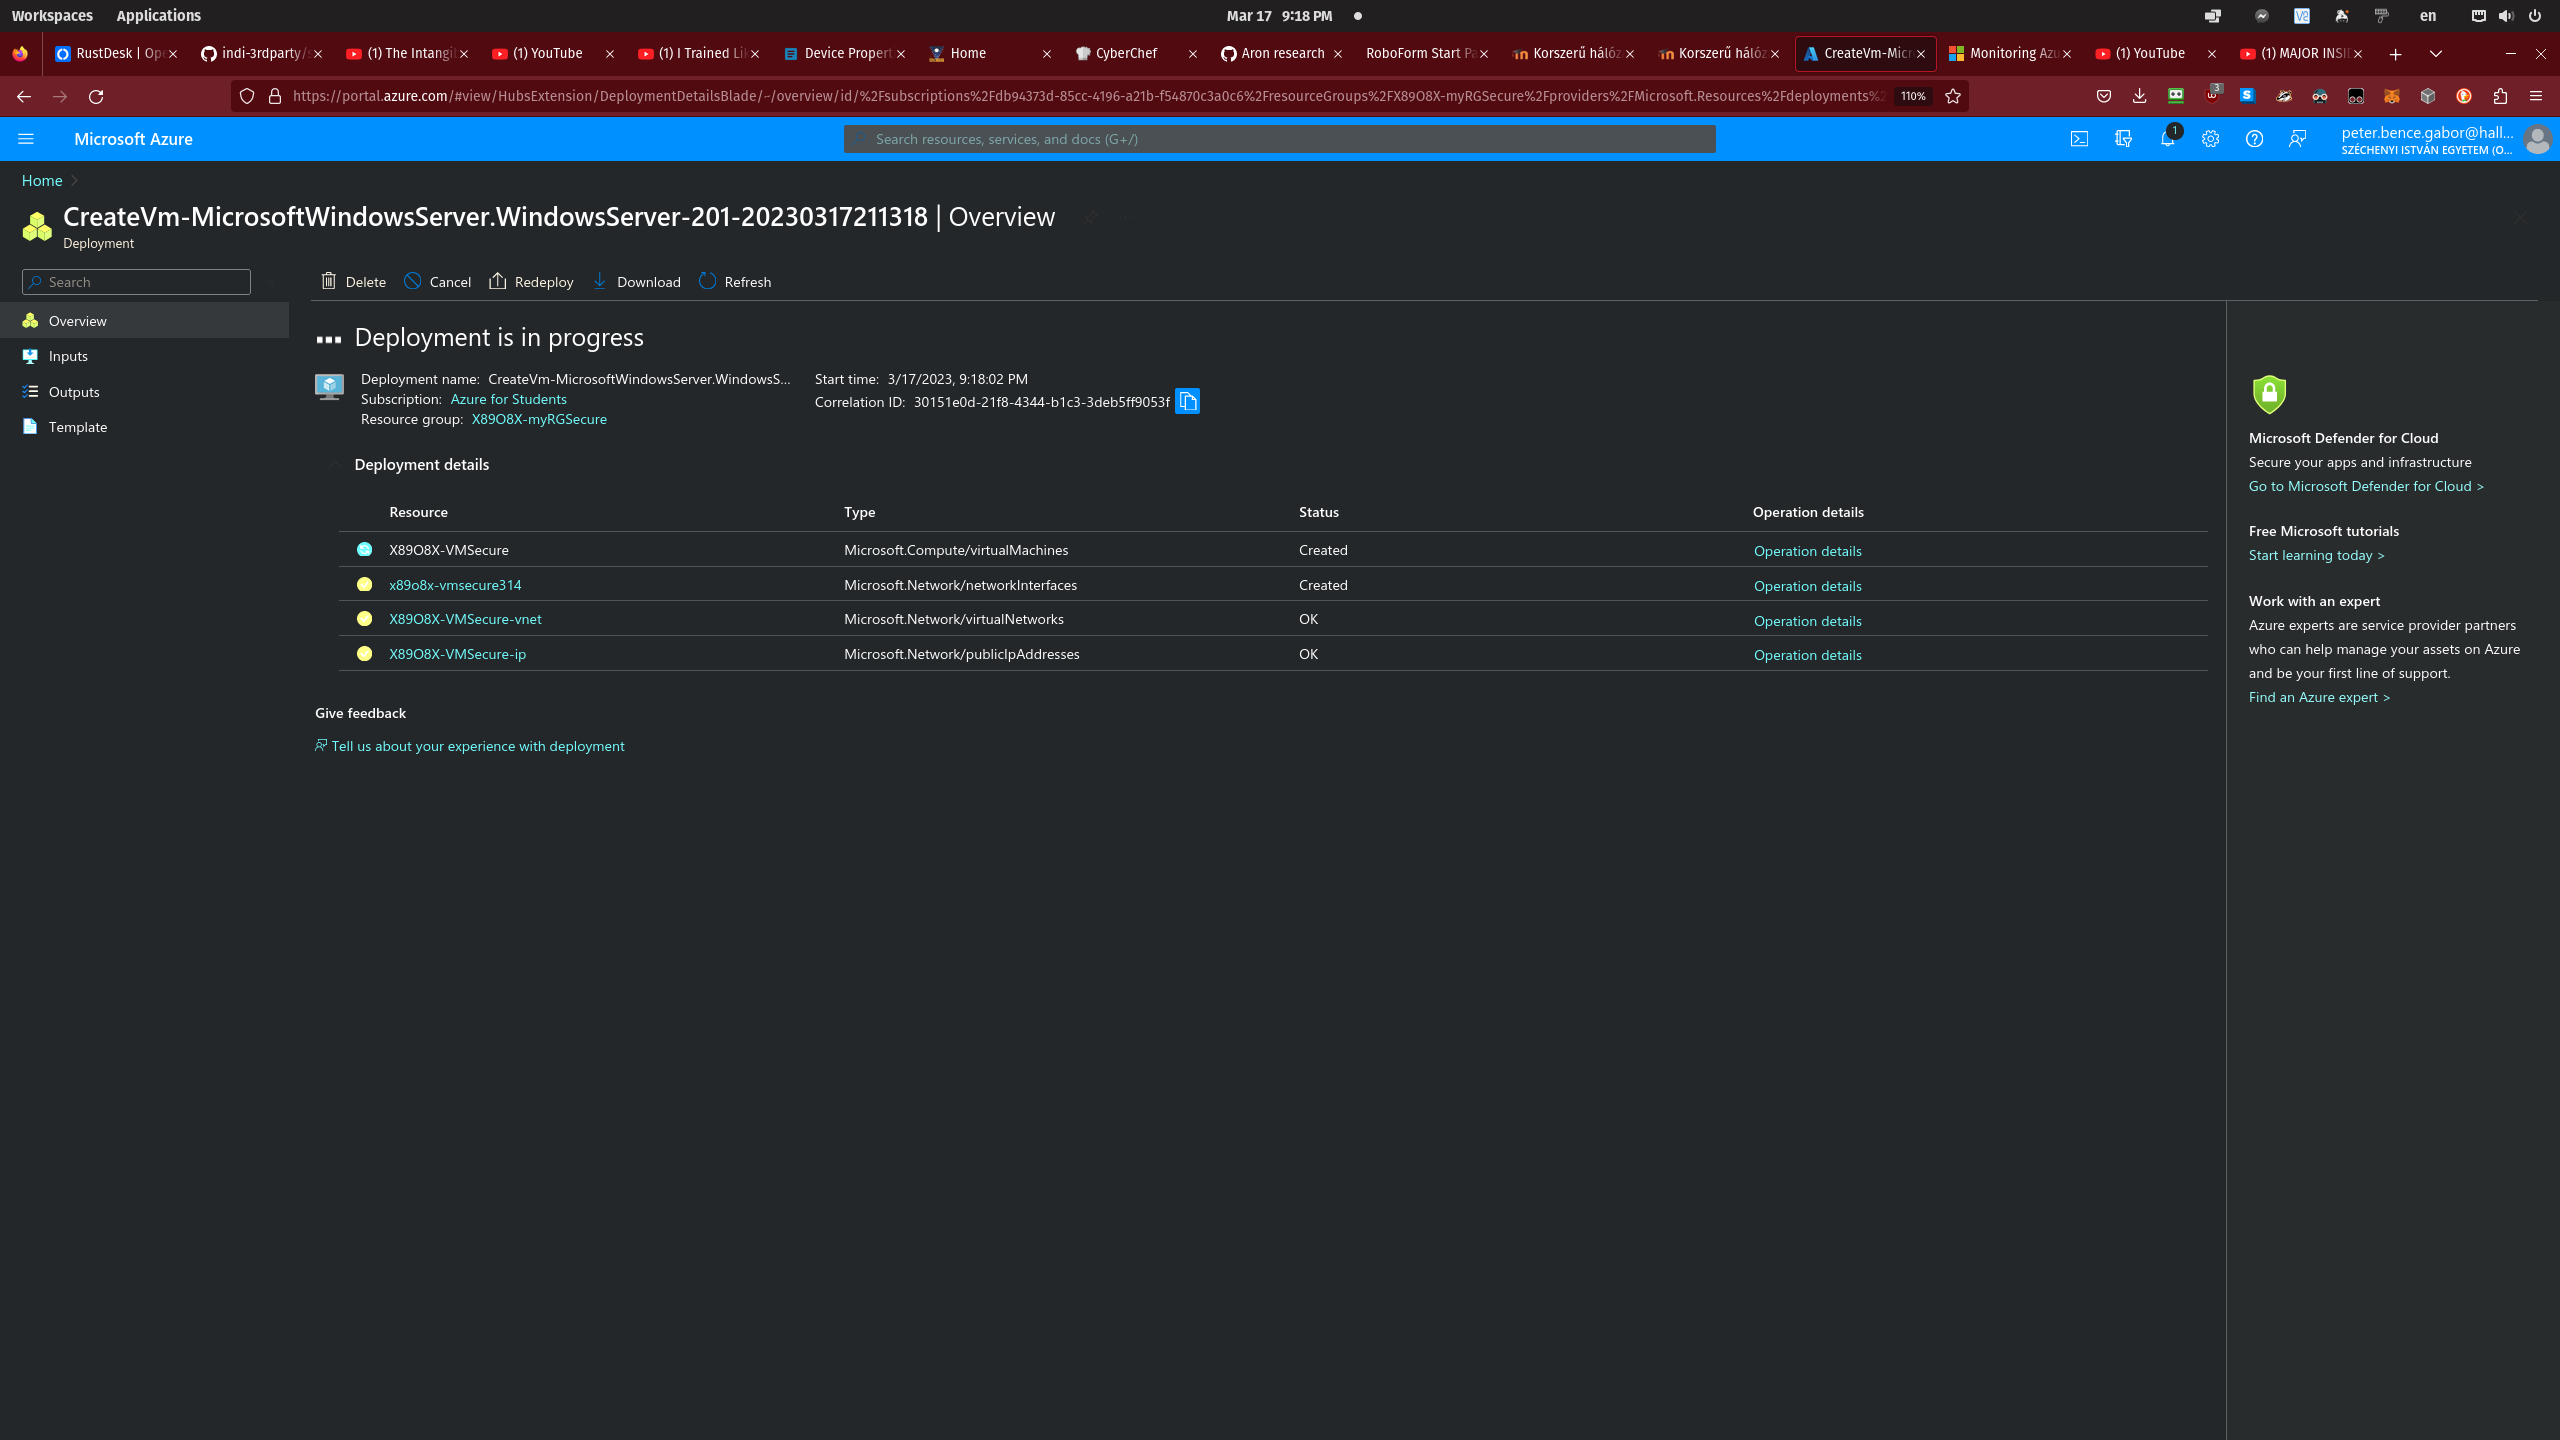 Workspaces Applications Mar 17 9:18 PM en
RustDesk | Ope indi-3rdparty/s (1) The Intangib (1) YouTube (1) I Trained Lik Device Propert Home CyberChef Aron research RoboForm Start Pa Korszerű hálóz Korszerű hálóz CreateVm-Micro Monitoring Azu (1) YouTube (1) MAJOR INSID
https://portal.azure.com/#view/HubsExtension/DeploymentDetailsBlade/~/overview/id/%2Fsubscriptions%2Fdb94373d-85cc-4196-a21b-f54870c3a0c6%2FresourceGroups%2FX89O8X-myRGSecure%2Fproviders%2FMicrosoft.Resources%2Fdeployments%2 110% 3
Microsoft Azure Search resources, services, and docs (G+/) 1 peter.bence.gabor@hall...
SZÉCHENYI ISTVÁN EGYETEM (O...
Home
CreateVm-MicrosoftWindowsServer.WindowsServer-201-20230317211318 | Overview
Deployment
Search
Delete Cancel Redeploy Download Refresh
Overview
Inputs
Outputs
Template
Deployment is in progress
Deployment name: CreateVm-MicrosoftWindowsServer.WindowsS...
Subscription: Azure for Students
Resource group: X89O8X-myRGSecure
Start time: 3/17/2023, 9:18:02 PM
Correlation ID: 30151e0d-21f8-4344-b1c3-3deb5ff9053f
Deployment details
Resource Type Status Operation details
X89O8X-VMSecure Microsoft.Compute/virtualMachines Created Operation details
x89o8x-vmsecure314 Microsoft.Network/networkInterfaces Created Operation details
X89O8X-VMSecure-vnet Microsoft.Network/virtualNetworks OK Operation details
X89O8X-VMSecure-ip Microsoft.Network/publicIpAddresses OK Operation details
Give feedback
Tell us about your experience with deployment
Microsoft Defender for Cloud
Secure your apps and infrastructure
Go to Microsoft Defender for Cloud >
Free Microsoft tutorials
Start learning today >
Work with an expert
Azure experts are service provider partners
who can help manage your assets on Azure
and be your first line of support.
Find an Azure expert >